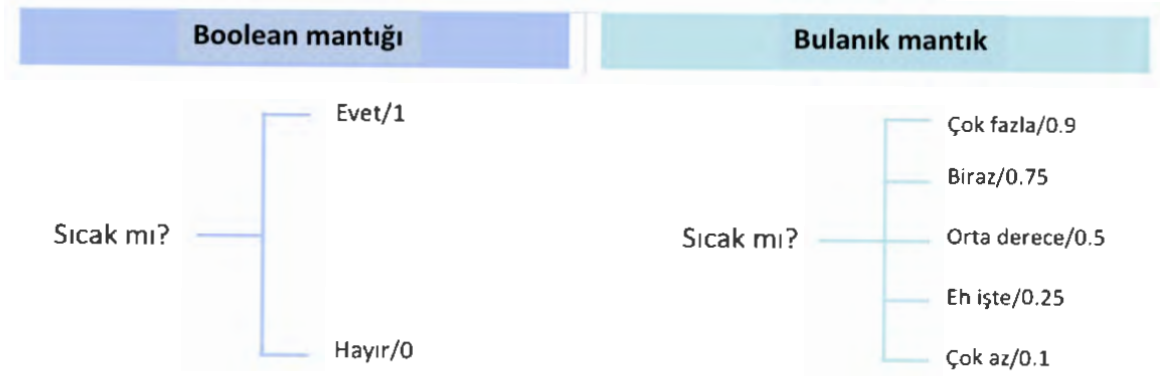 Boolean mantığı
Evet/1
Sıcak mı?
Hayır/0
Bulanık mantık
Çok fazla/0.9
Biraz/0.75
Sıcak mı?
Orta derece/0.5
Eh işte/0.25
Çok az/0.1